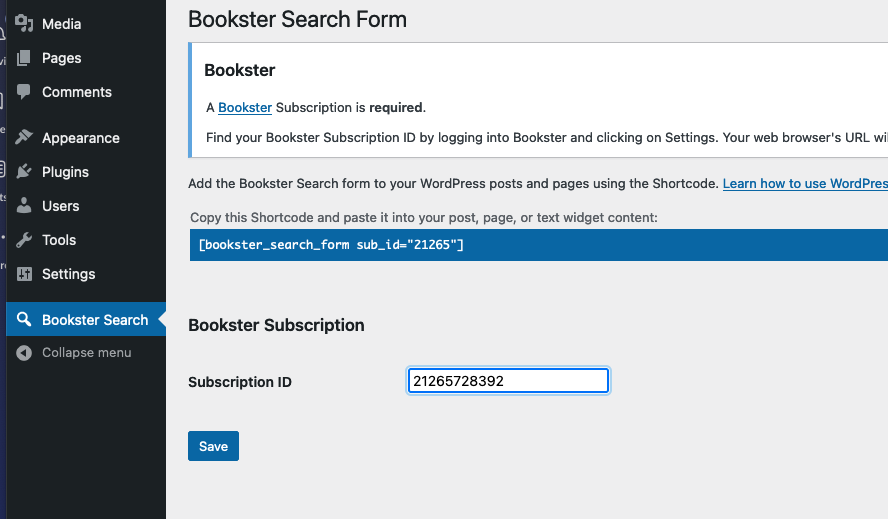 Media
Pages
Comments
Appearance
Plugins
Users
Tools
Settings
Bookster Search
Collapse menu
Bookster Search Form
Bookster
A Bookster Subscription is required.
Find your Bookster Subscription ID by logging into Bookster and clicking on Settings. Your web browser's URL
Add the Bookster Search form to your WordPress posts and pages using the Shortcode. Learn how to use
Copy this Shortcode and paste it into your post, page, or text widget content:
[bookster_search_form sub_id="21265"]
Bookster Subscription
Subscription ID
21265728392
Save